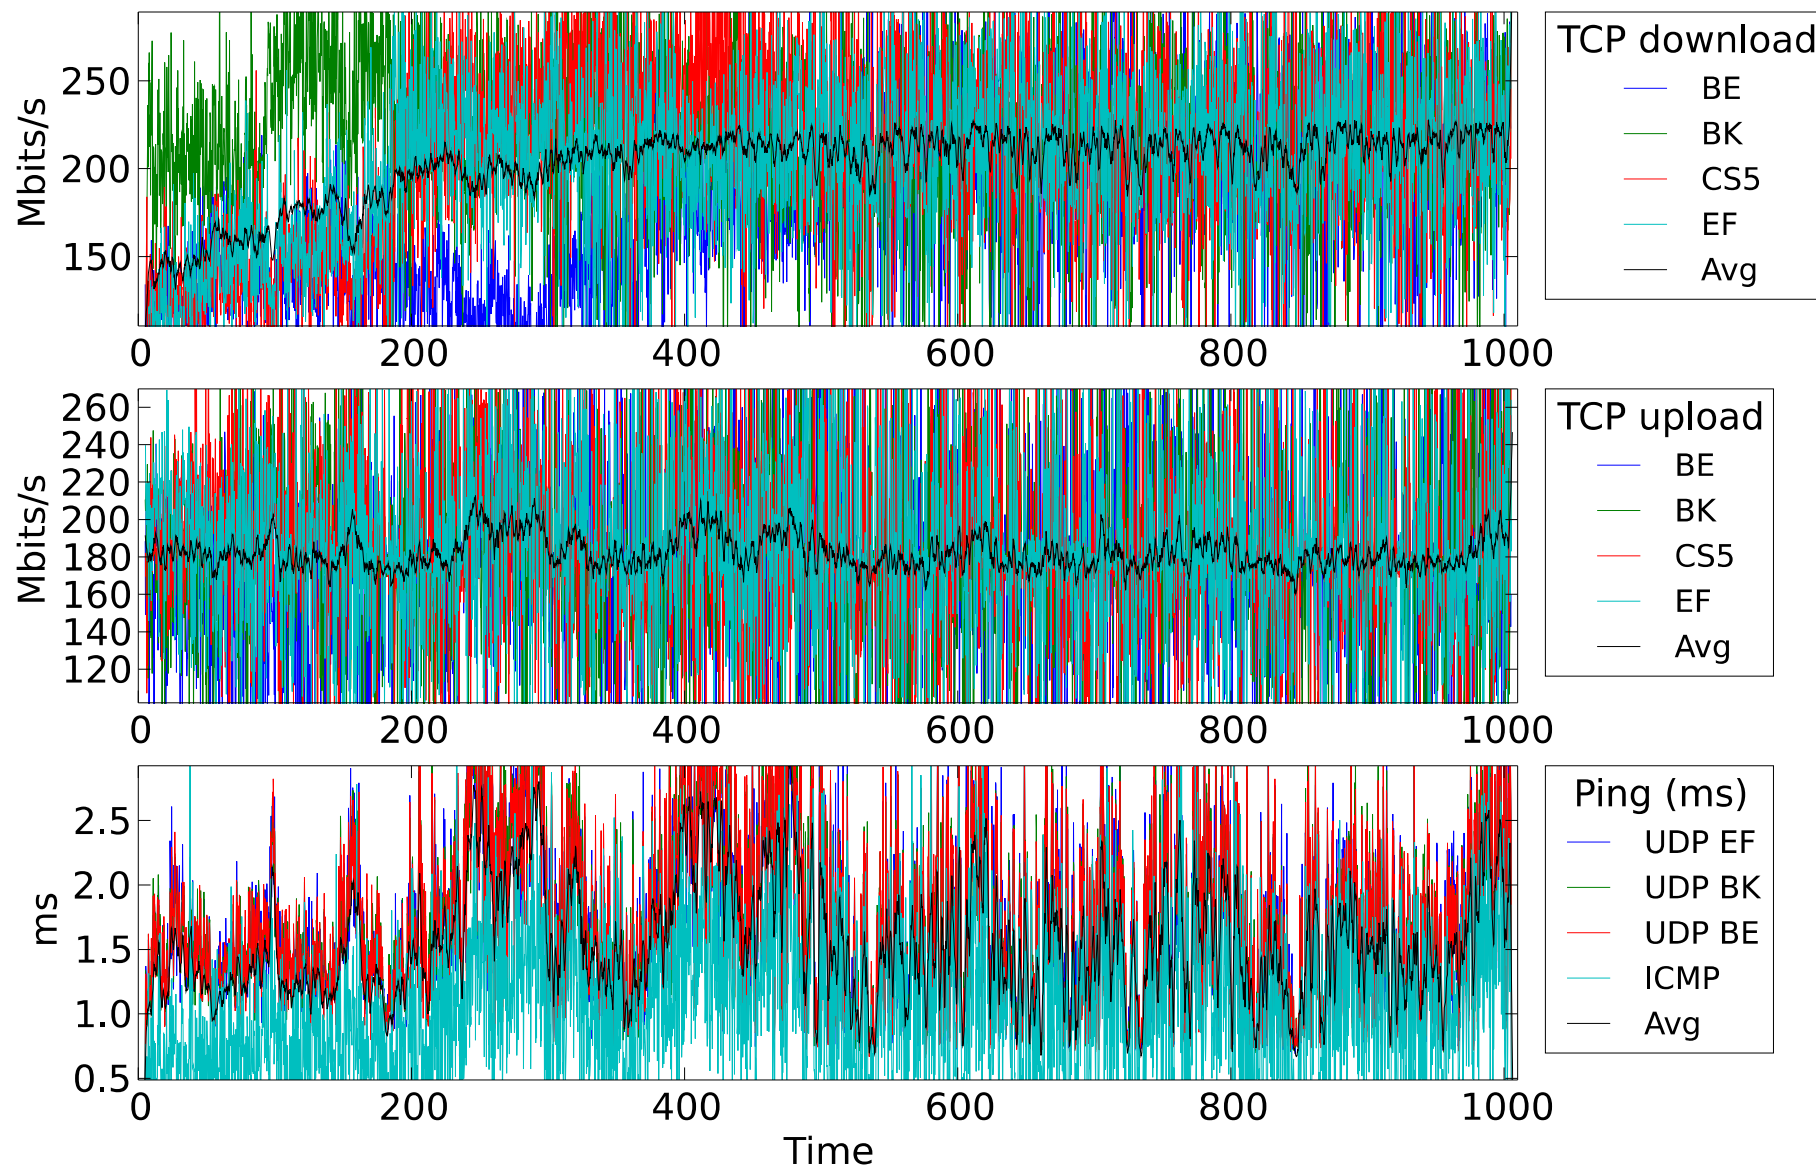 Mbits/s
250
200
150
0 200 400 600 800 1000
TCP download
BE
BK
CS5
EF
Avg
Mbits/s
260
240
220
200
180
160
140
120
0 200 400 600 800 1000
TCP upload
BE
BK
CS5
EF
Avg
ms
2.5
2.0
1.5
1.0
0.5
0 200 400 600 800 1000
Time
Ping (ms)
UDP EF
UDP BK
UDP BE
ICMP
Avg